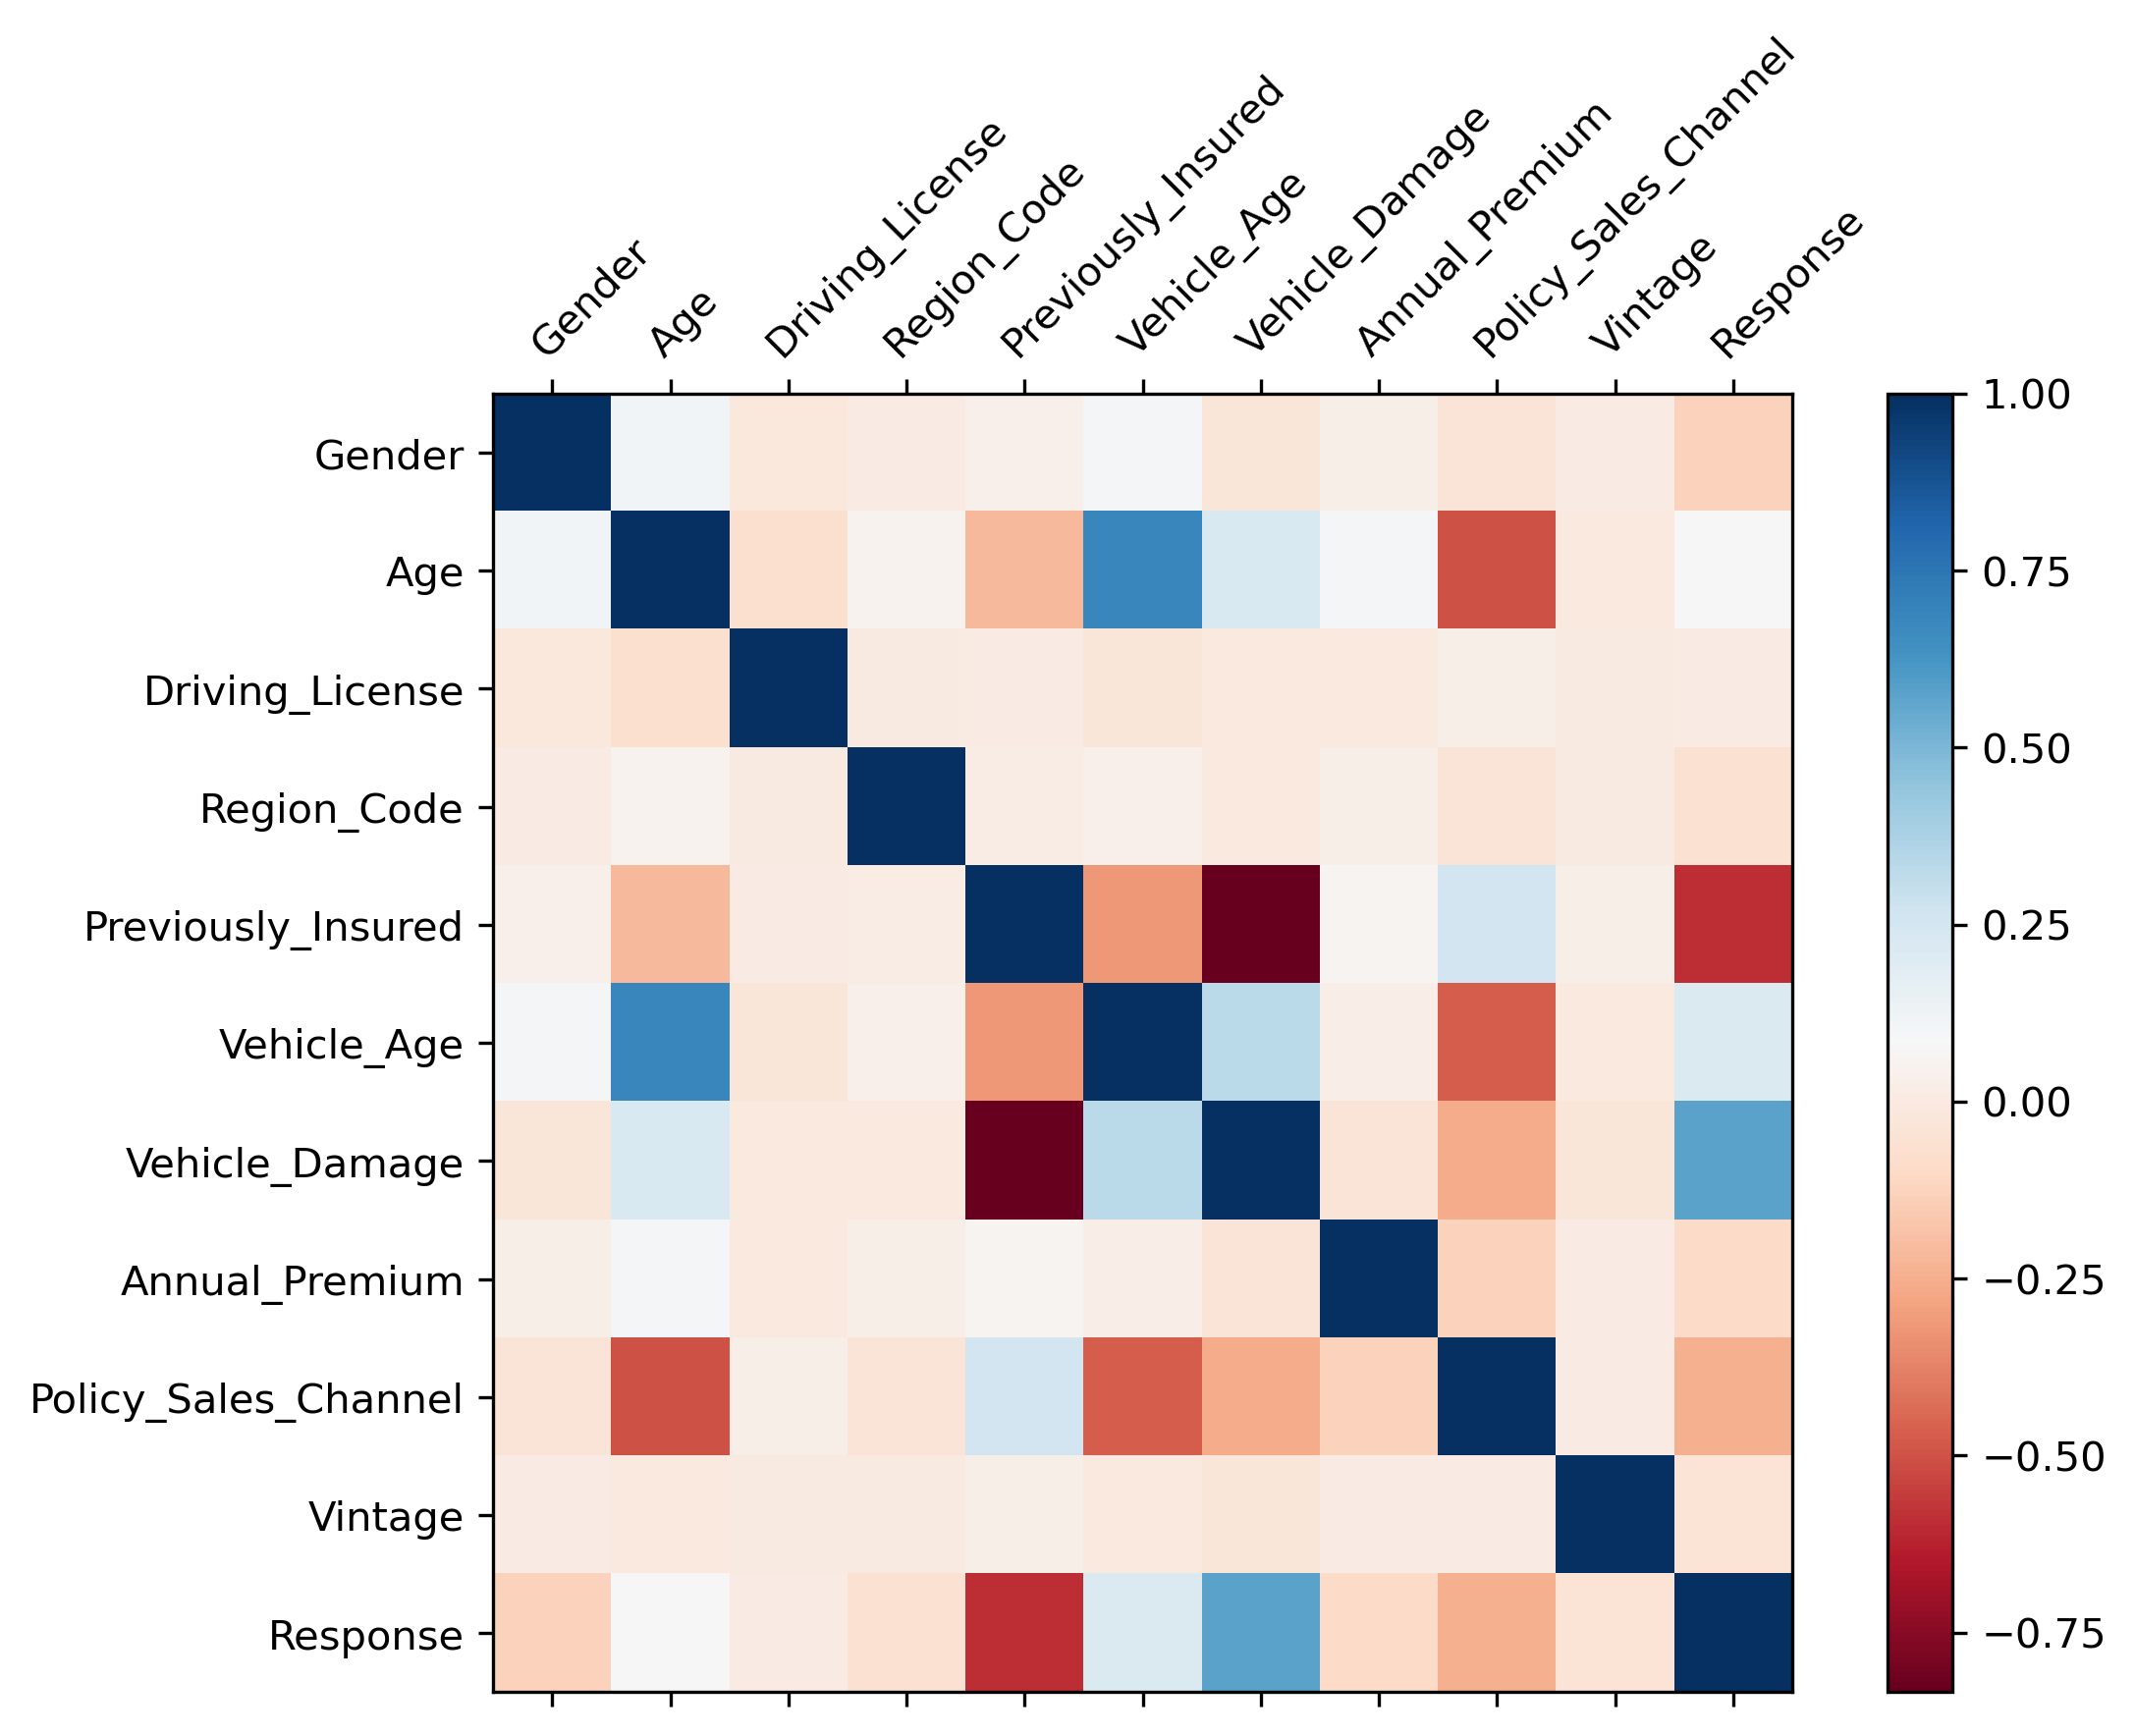 Gender
Age
Driving_License
Region_Code
Previously_Insured
Vehicle_Age
Vehicle_Damage
Annual_Premium
Policy_Sales_Channel
Vintage
Response
Gender
Age
Driving_License
Region_Code
Previously_Insured
Vehicle_Age
Vehicle_Damage
Annual_Premium
Policy_Sales_Channel
Vintage
Response
1.00
0.75
0.50
0.25
0.00
−0.25
−0.50
−0.75